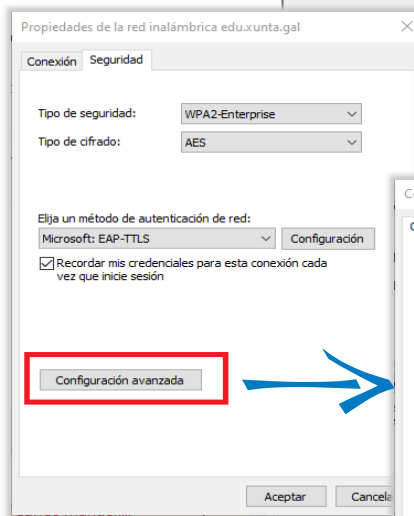 Propiedades de la red inalámbrica edu.xunta.gal
Conexión Seguridad
Tipo de seguridad: WPA2-Enterprise
Tipo de cifrado: AES
Elija un método de autenticación de red:
Microsoft: EAP-TTLS Configuración
Recordar mis credenciales para esta conexión cada
vez que inicie sesión
Configuración avanzada
Aceptar Cancela